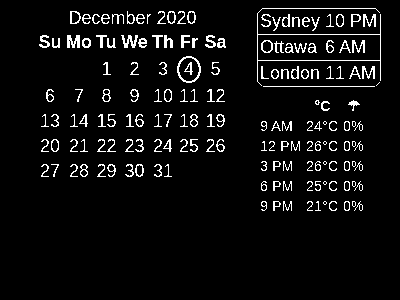 December 2020
Su Mo Tu We Th Fr Sa
1 2 3 4 5
6 7 8 9 10 11 12
13 14 15 16 17 18 19
20 21 22 23 24 25 26
27 28 29 30 31
Sydney 10 PM
Ottawa 6 AM
London 11 AM
°C
9 AM 24°C 0%
12 PM 26°C 0%
3 PM 26°C 0%
6 PM 25°C 0%
9 PM 21°C 0%